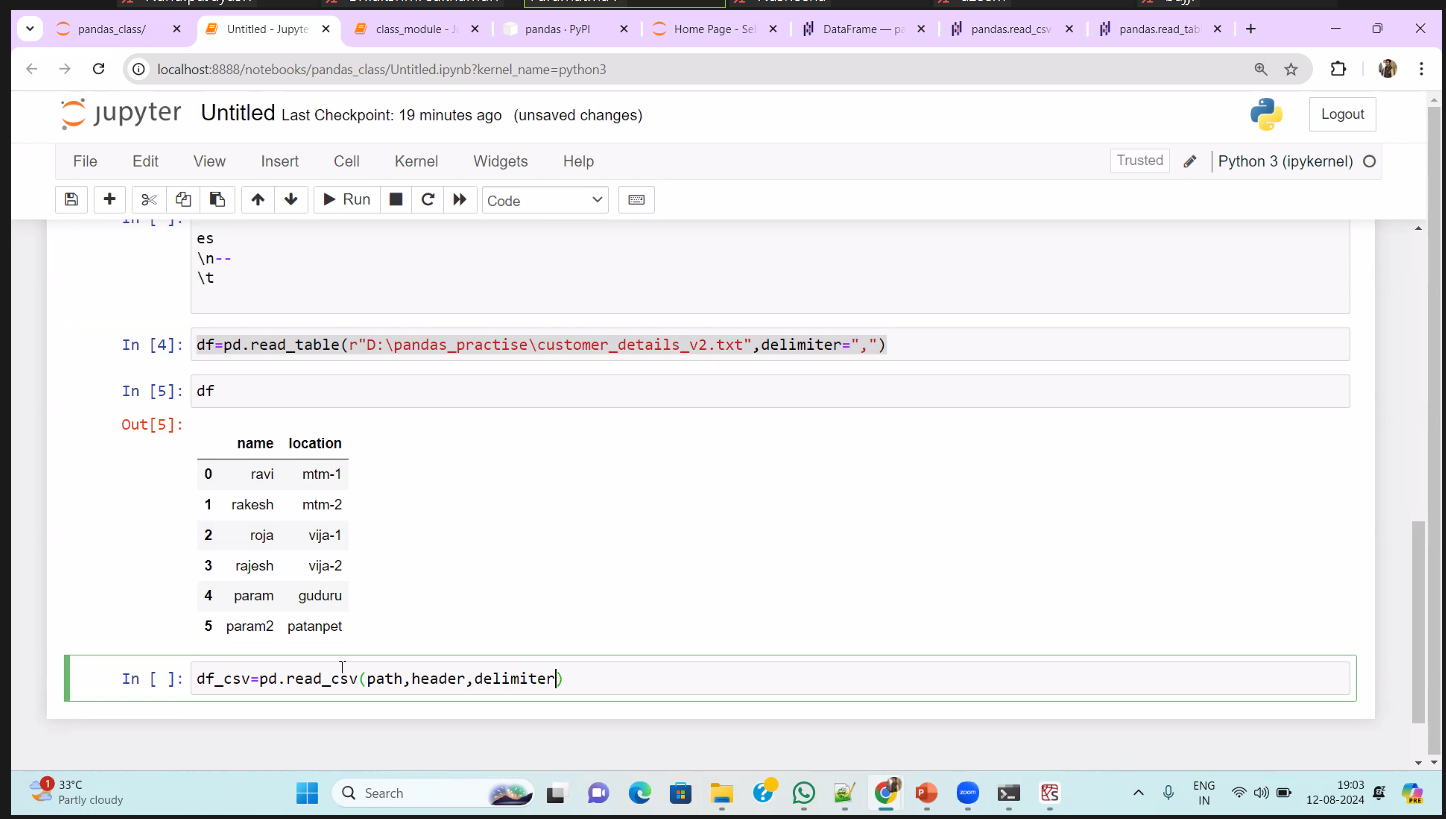 pandas_class/
Untitled - Jupyte
class_module - J
pandas · PyPI
Home Page - Sel
DataFrame — pa
pandas.read_csv
pandas.read_tab
localhost:8888/notebooks/pandas_class/Untitled.ipynb?kernel_name=python3
jupyter Untitled Last Checkpoint: 19 minutes ago (unsaved changes)
Logout
File Edit View Insert Cell Kernel Widgets Help
Trusted
Python 3 (ipykernel)
Run
Code
In [ ]:
es
\n--
\t
In [4]: df=pd.read_table(r"D:\pandas_practise\customer_details_v2.txt",delimiter=",")
In [5]: df
Out[5]:
name location
0 ravi mtm-1
1 rakesh mtm-2
2 roja vija-1
3 rajesh vija-2
4 param guduru
5 param2 patanpet
In [ ]: df_csv=pd.read_csv(path,header,delimiter)
1
33°C
Partly cloudy
Search
zoom
ENG
IN
19:03
12-08-2024
PRE